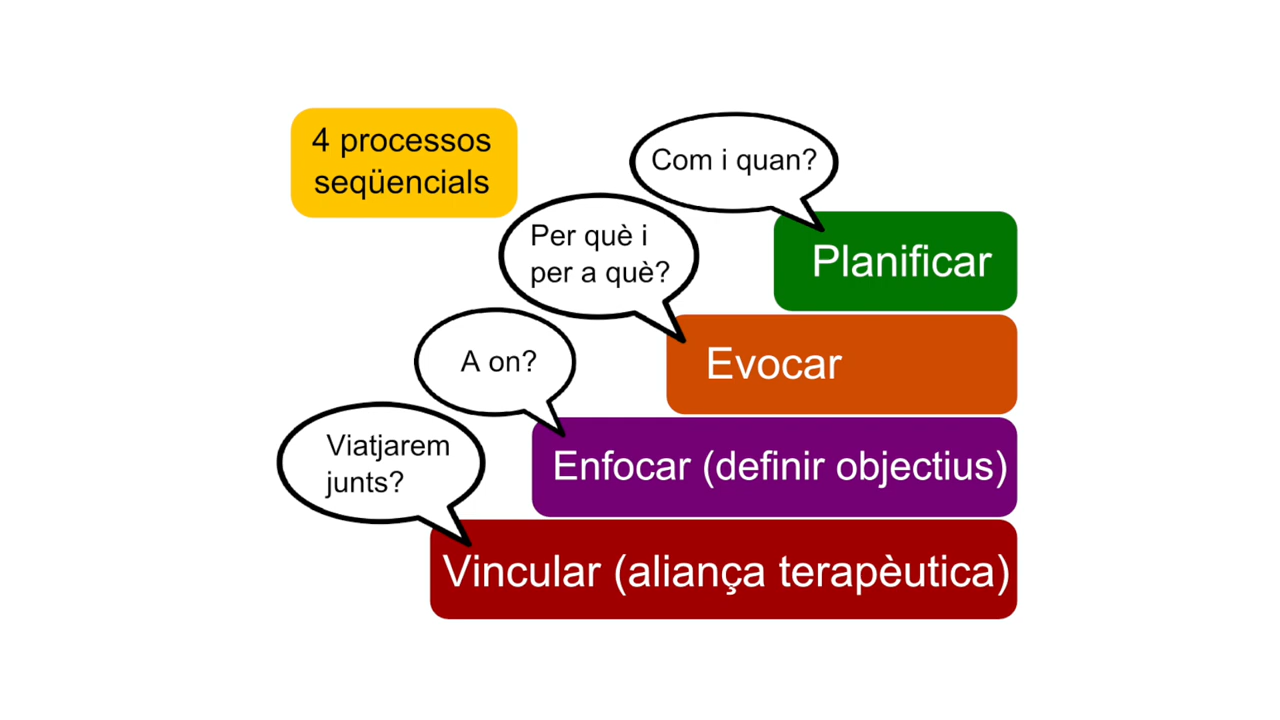 4 processos
seqüencials
Com i quan?
Planificar
Per què i
per a què?
Evocar
A on?
Enfocar (definir objectius)
Viatjarem
junts?
Vincular (aliança terapèutica)